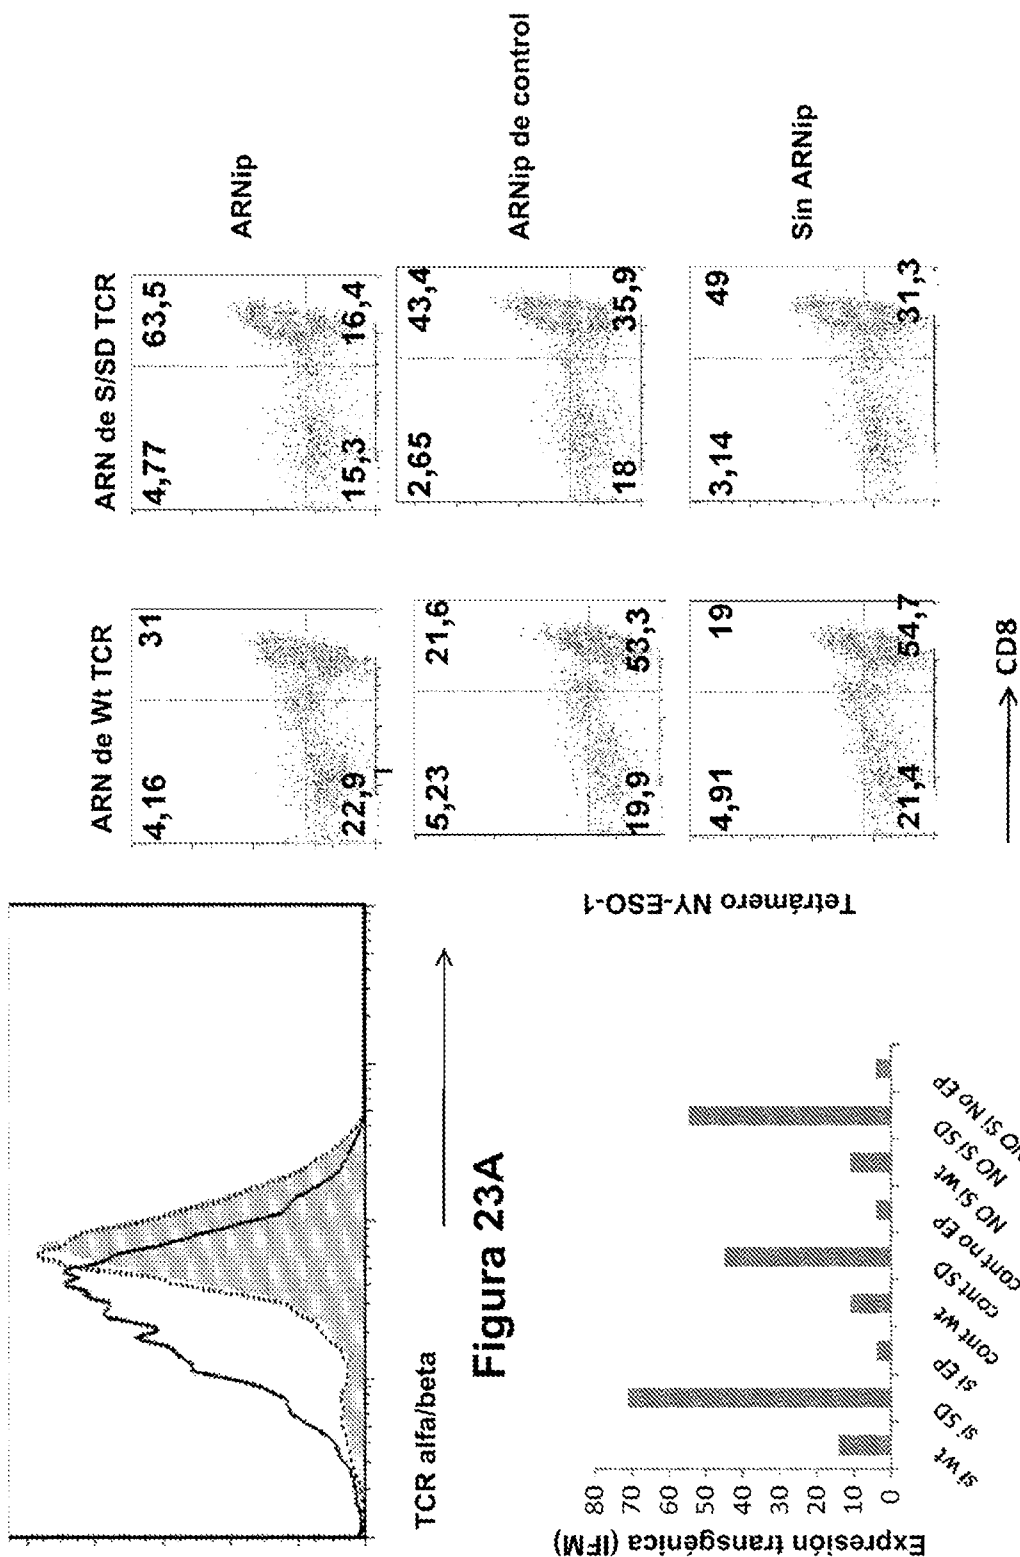 TCR alfa/beta
Figura 23A
ARN de Wt TCR
ARN de S/SD TCR
4,16
31
22,9
4,77
63,5
15,3
16,4
ARNip
5,23
21,6
19,9
53,3
2,65
43,4
18
35,9
ARNip de control
4,91
19
21,4
54,7
3,14
49
31,3
Sin ARNip
Tetrámero NY-ESO-1
CD8
Expresión transgénica (IFM)
80
70
60
50
40
30
20
10
0
si wt
si SD
si EP
cont wt
cont SD
cont no EP
NO Si wt
NO Si SD
NO Si No EP